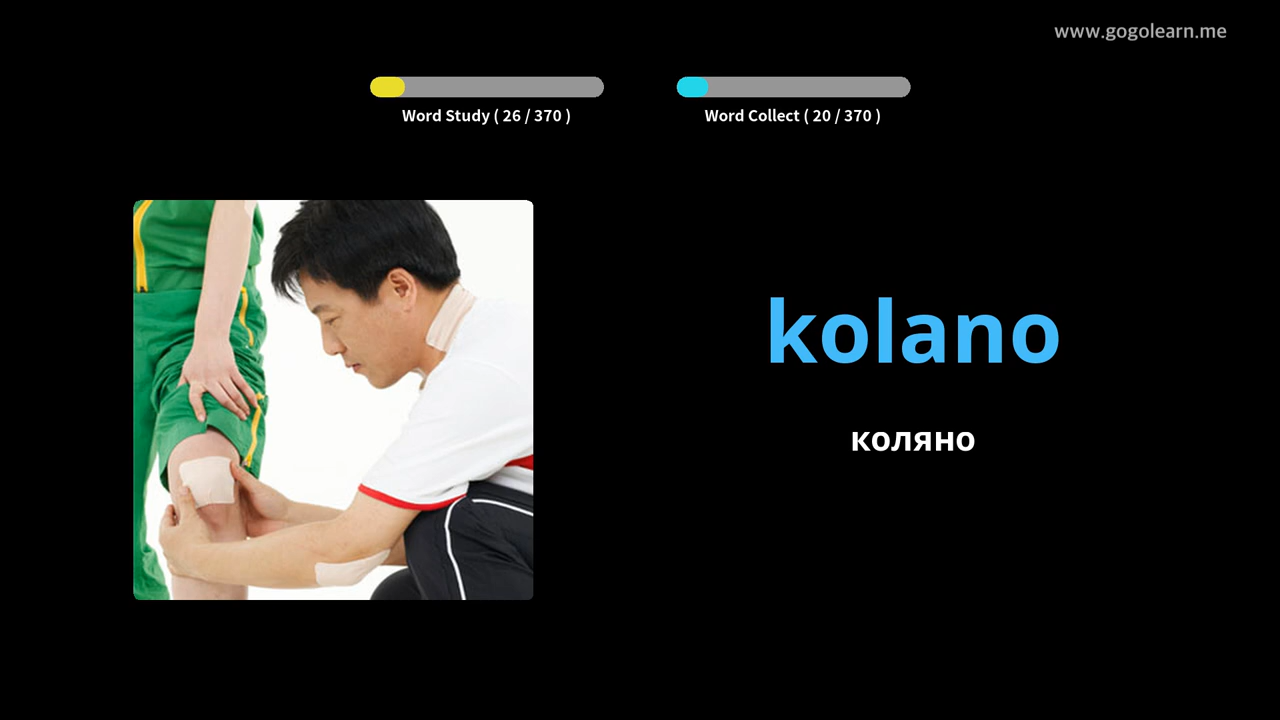 www.gogolearn.me
Word Study ( 26 / 370 )
Word Collect ( 20 / 370 )
kolano
коляно